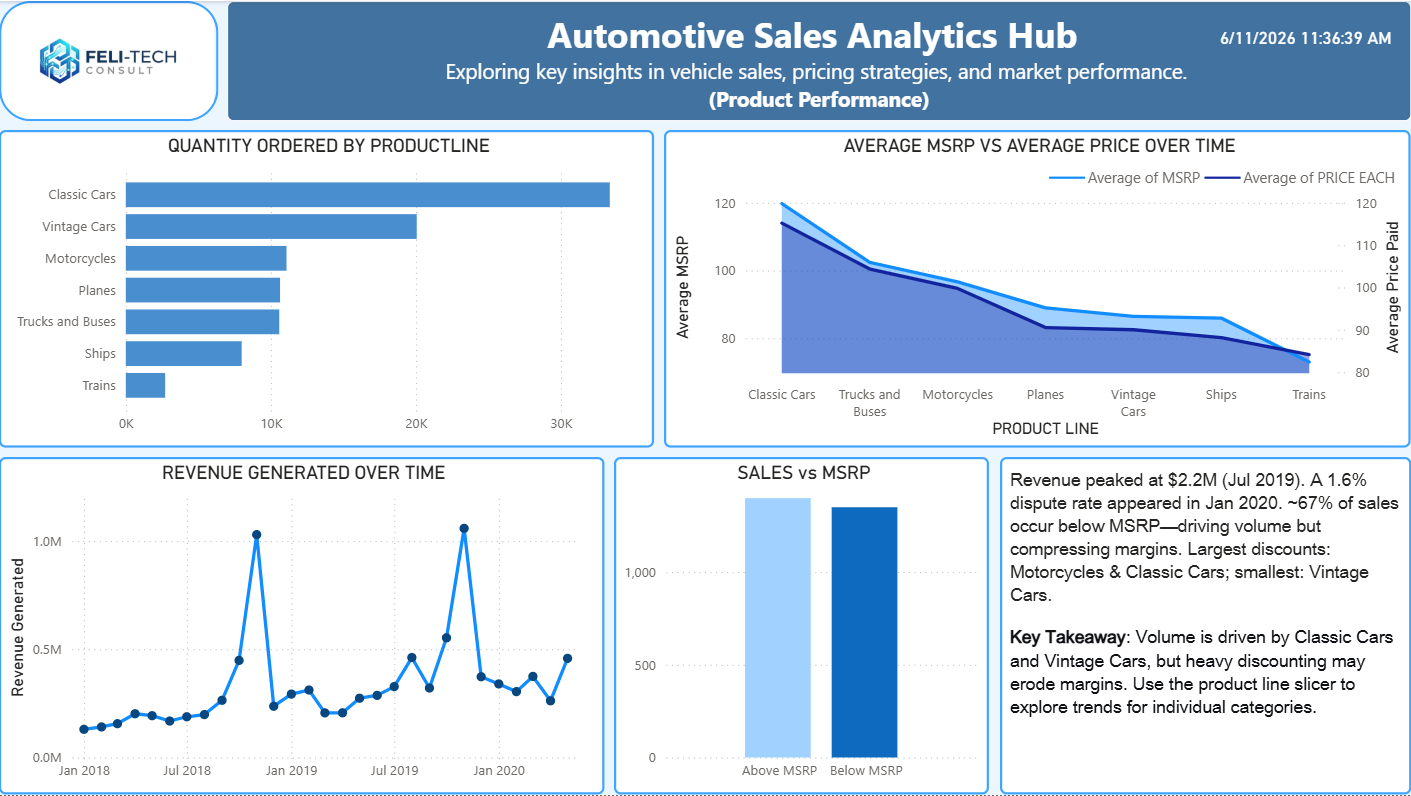 FELI-TECH
CONSULT
Automotive Sales Analytics Hub
6/11/2026 11:36:39 AM
Exploring key insights in vehicle sales, pricing strategies, and market performance.
(Product Performance)
QUANTITY ORDERED BY PRODUCTLINE
Classic Cars
Vintage Cars
Motorcycles
Planes
Trucks and Buses
Ships
Trains
0K 10K 20K 30K
AVERAGE MSRP VS AVERAGE PRICE OVER TIME
Average of MSRP Average of PRICE EACH
Average MSRP
120
100
80
120
110
100
90
80
Average Price Paid
Classic Cars Trucks and Motorcycles Planes Vintage Ships Trains
Buses Cars
PRODUCT LINE
REVENUE GENERATED OVER TIME
Revenue Generated
1.0M
0.5M
0.0M
Jan 2018 Jul 2018 Jan 2019 Jul 2019 Jan 2020
SALES vs MSRP
1,000
500
0
Above MSRP Below MSRP
Revenue peaked at $2.2M (Jul 2019). A 1.6%
dispute rate appeared in Jan 2020. ~67% of sales
occur below MSRP—driving volume but
compressing margins. Largest discounts:
Motorcycles & Classic Cars; smallest: Vintage
Cars.
Key Takeaway: Volume is driven by Classic Cars
and Vintage Cars, but heavy discounting may
erode margins. Use the product line slicer to
explore trends for individual categories.